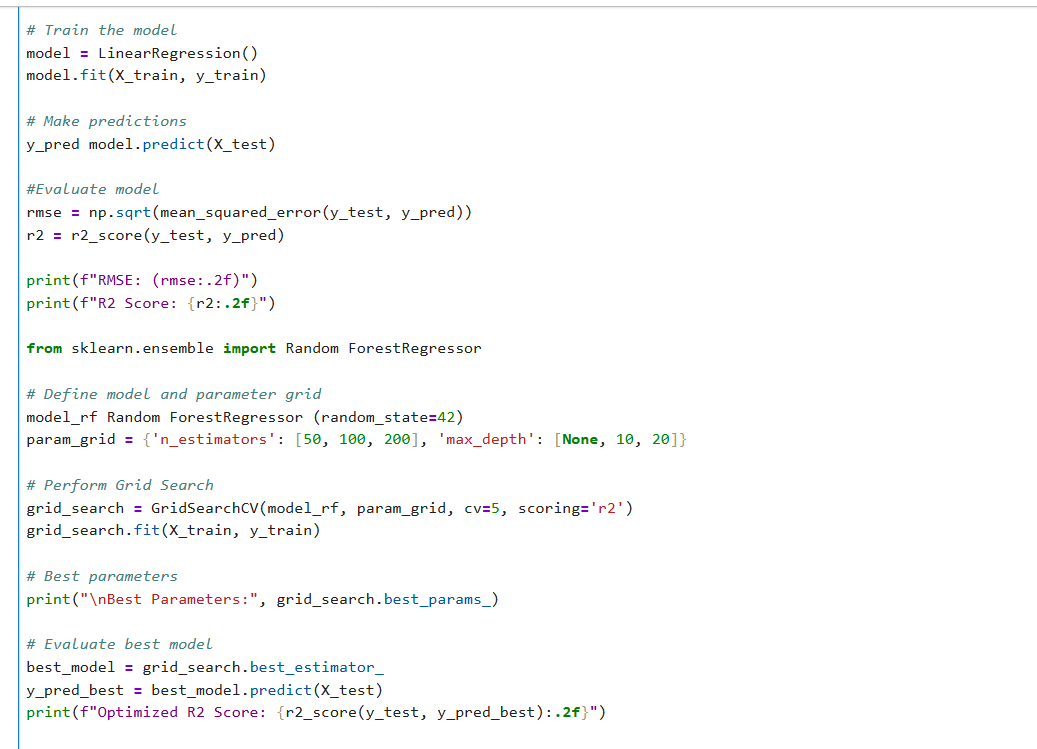 # Train the model
model = LinearRegression()
model.fit(X_train, y_train)
# Make predictions
y_pred model.predict(X_test)
#Evaluate model
rmse = np.sqrt(mean_squared_error(y_test, y_pred))
r2 = r2_score(y_test, y_pred)
print(f"RMSE: (rmse:.2f)")
print(f"R2 Score: {r2:.2f}")
from sklearn.ensemble import Random ForestRegressor
# Define model and parameter grid
model_rf Random ForestRegressor (random_state=42)
param_grid = {'n_estimators': [50, 100, 200], 'max_depth': [None, 10, 20]}
# Perform Grid Search
grid_search = GridSearchCV(model_rf, param_grid, cv=5, scoring='r2')
grid_search.fit(X_train, y_train)
# Best parameters
print("\nBest Parameters:", grid_search.best_params_)
# Evaluate best model
best_model = grid_search.best_estimator_
y_pred_best = best_model.predict(X_test)
print(f"Optimized R2 Score: {r2_score(y_test, y_pred_best):.2f}")